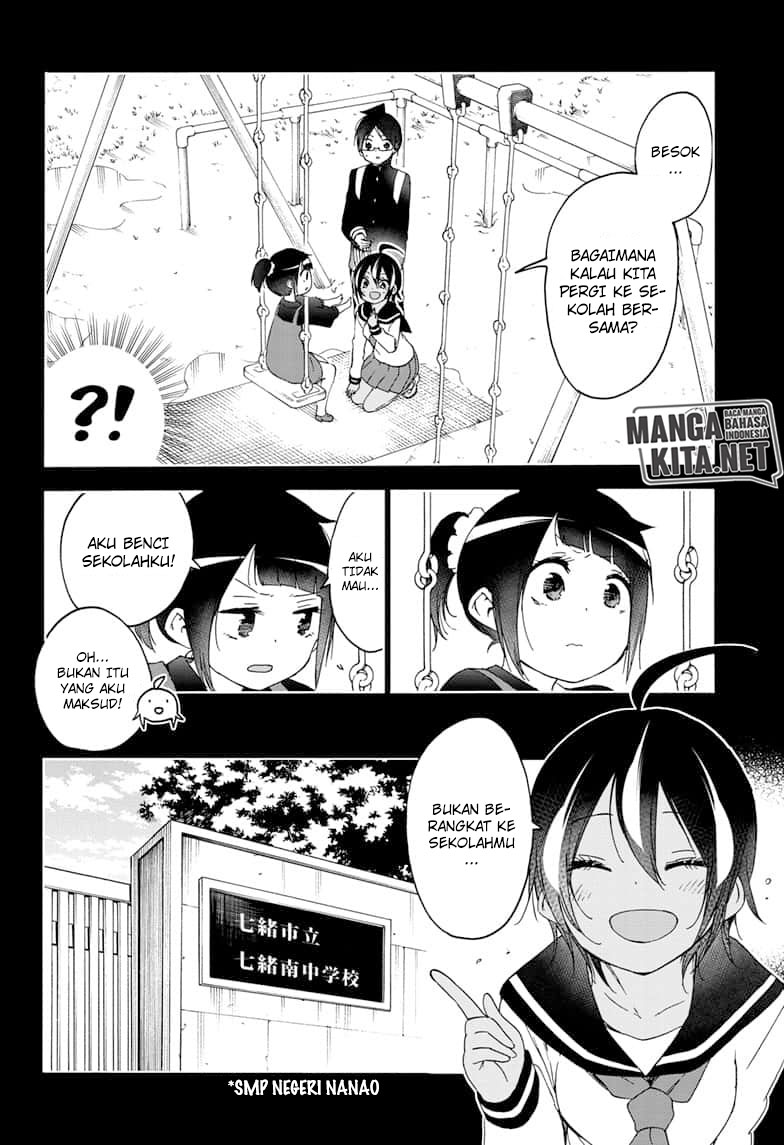 BESOK
...
BAGAIMANA
KALAU KITA
PERGI KE SE-
KOLAH BER-
SAMA?
?!
MANGA
KITA.NET
BACA MANGA
BAHASA
INDONESIA
AKU
TIDAK
MAU...
AKU BENCI
SEKOLAHKU!
OH...
BUKAN ITU
YANG AKU
MAKSUD!
BUKAN BE-
RANGKAT KE
SEKOLAHMU
...
七緒市立
七緒南中学校
*SMP NEGERI NANAO